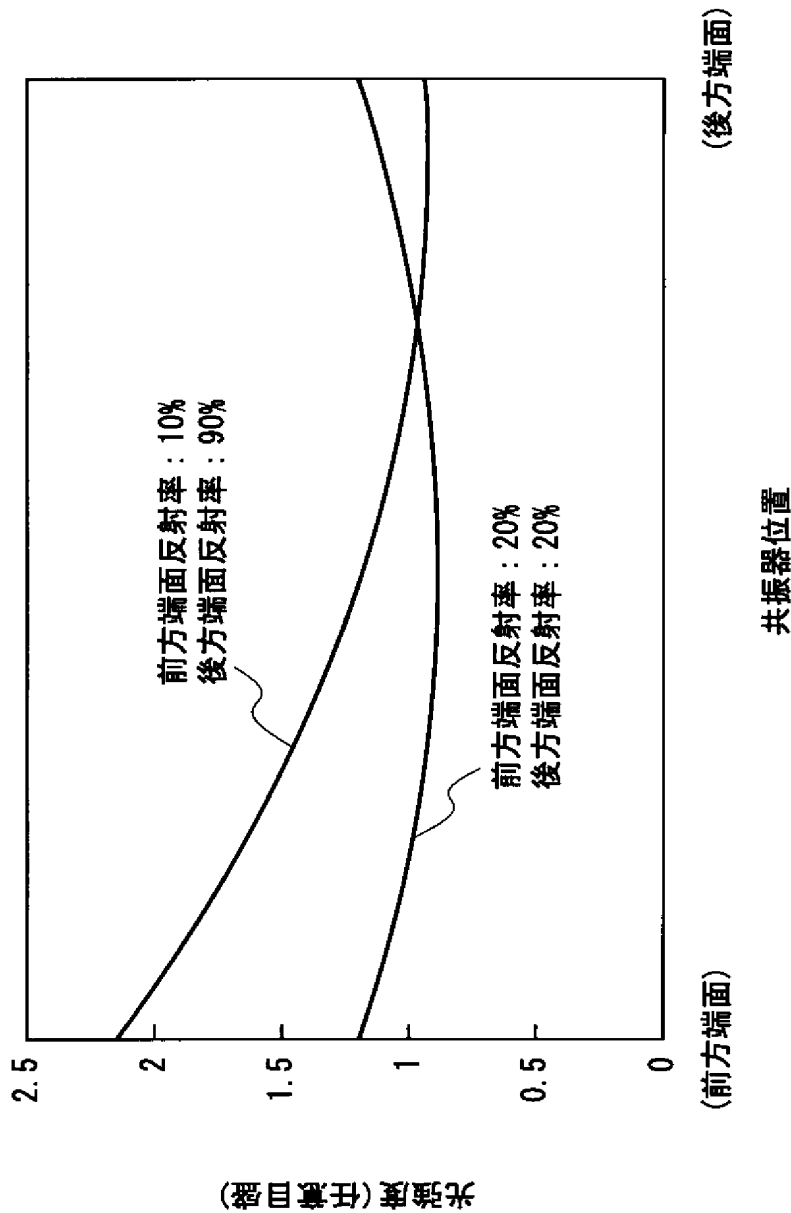 光強度(任意目盛)
2.5
2
1.5
1
0.5
0
前方端面反射率：10%
後方端面反射率：90%
前方端面反射率：20%
後方端面反射率：20%
(前方端面)
(後方端面)
共振器位置